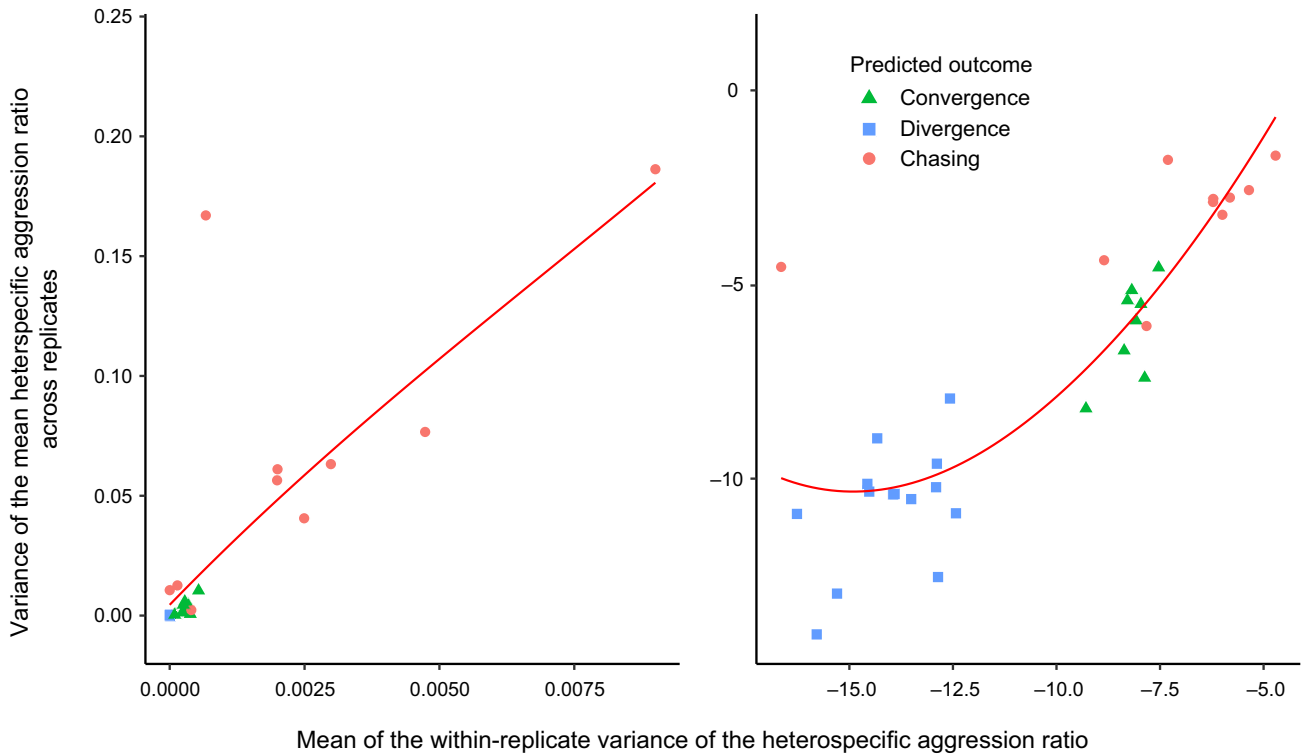 Variance of the mean heterspecific aggression ratio
across replicates
0.25
0.20
0.15
0.10
0.05
0.00
0.0000
0.0025
0.0050
0.0075
0
−5
−10
−15.0
−12.5
−10.0
−7.5
−5.0
Predicted outcome
Convergence
Divergence
Chasing
Mean of the within-replicate variance of the heterospecific aggression ratio